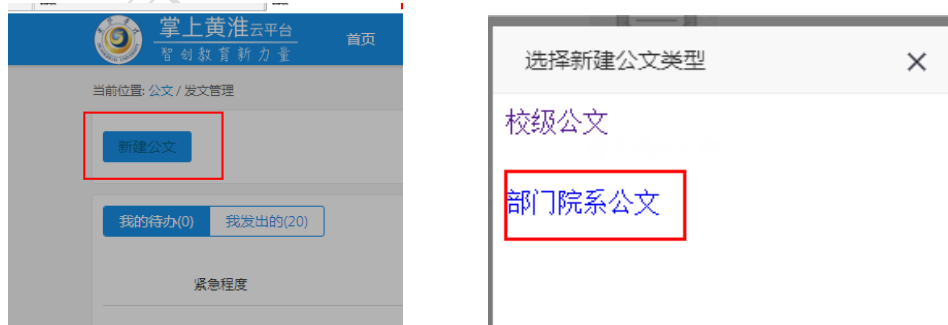 掌上黄淮云平台
智创教育新力量
首页
当前位置: 公文 / 发文管理
新建公文
我的待办(0)
我发出的(20)
紧急程度
选择新建公文类型
校级公文
部门院系公文